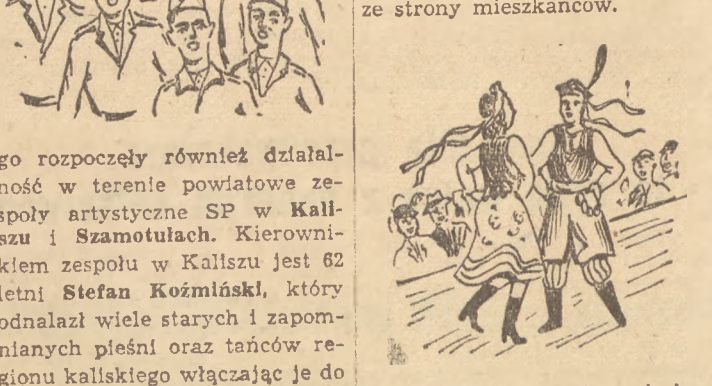 go rozpoczęły również działal-
ność w terenie powiatowe ze-
społy artystyczne SP w Kali-
szu i Szamotułach. Kierowni-
kiem zespołu w Kaliszu jest 62
letni Stefan Koźmiński, który
odnalazł wiele starych i zapom-
nianych pieśni oraz tańców re-
gionu kaliskiego włączając je do
ze strony mieszkańców.